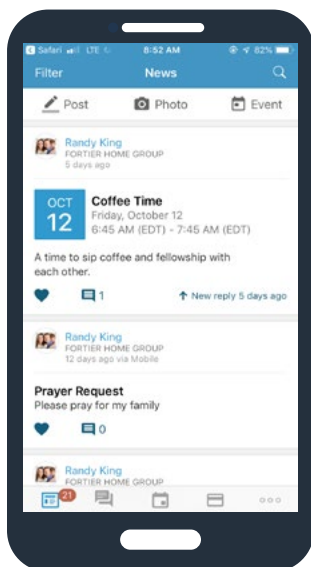 Safari LTE 8:52 AM 82%
Filter News
Post Photo Event
Randy King
FORTIER HOME GROUP
5 days ago
OCT
12
Coffee Time
Friday, October 12
6:45 AM (EDT) - 7:45 AM (EDT)
A time to sip coffee and fellowship with
each other.
1 New reply 5 days ago
Randy King
FORTIER HOME GROUP
12 days ago via Mobile
Prayer Request
Please pray for my family
0
Randy King
FORTIER HOME GROUP
21